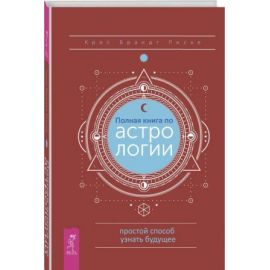 Крис Брандт Риске
Полная книга по
астро
логии
простой способ
узнать будущее